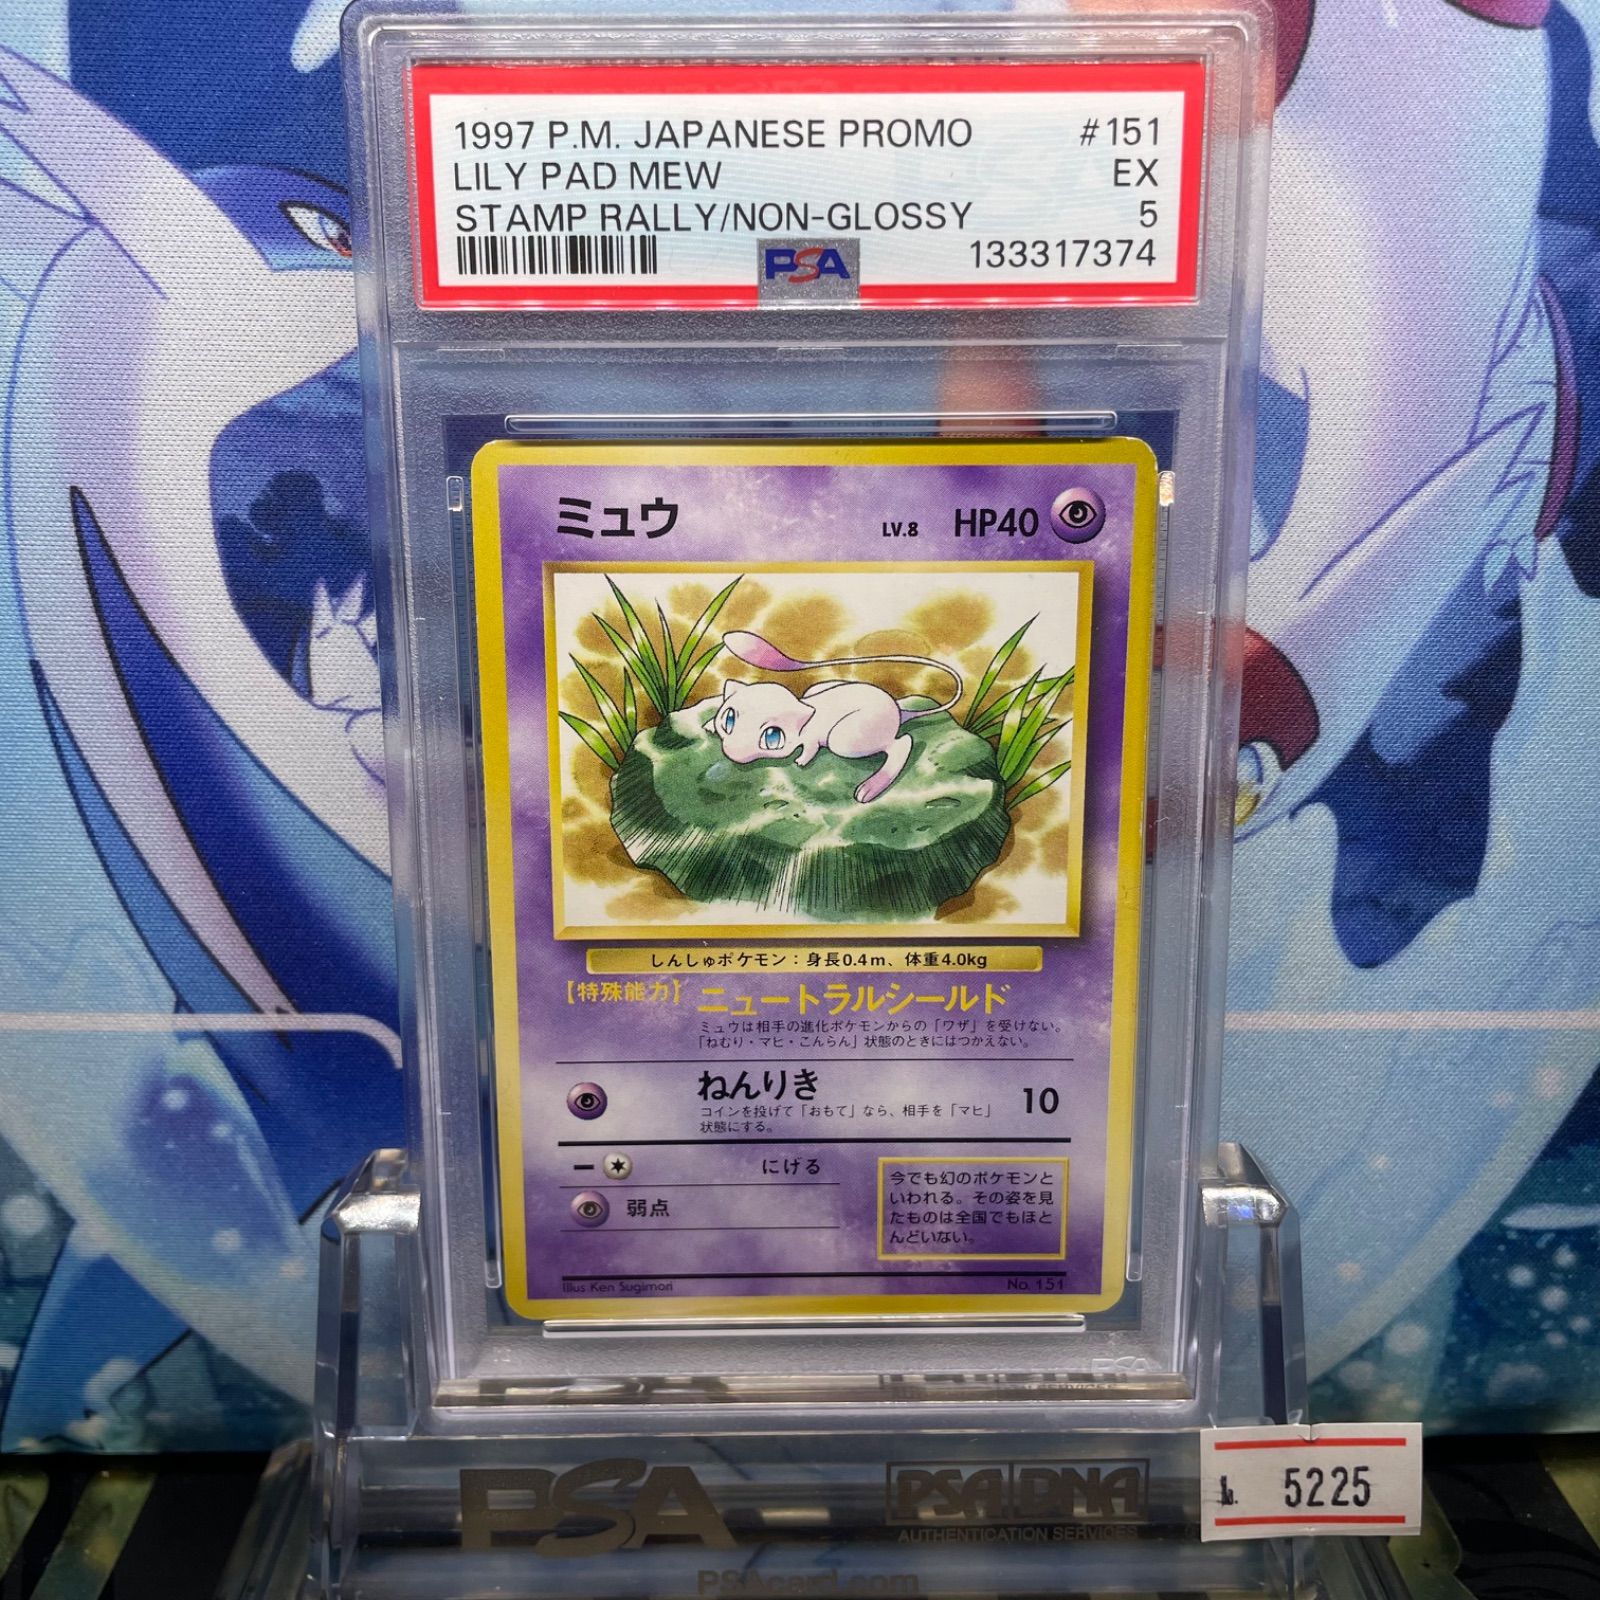 1997 P.M. JAPANESE PROMO #151
LILY PAD MEW EX
STAMP RALLY/NON-GLOSSY 5
PSA 133317374
ミュウ LV.8 HP40
しんしゅポケモン：身長0.4m、体重4.0kg
【特殊能力】ニュートラルシールド
ミュウは相手の進化ポケモンからの「ワザ」を受けない。
「ねむり・マヒ・こんらん」状態のときにはつかえない。
ねんりき 10
コインを投げて「おもて」なら、相手を「マヒ」
状態にする。
にげる
弱点
今でも幻のポケモンと
いわれる。その姿を見
たものは全国でもほと
んどいない。
Illus Ken Sugimori No. 151
PSA
PSA
PSA DNA
AUTHENTICATION SERVICES
PSAcard.com
№. 5225